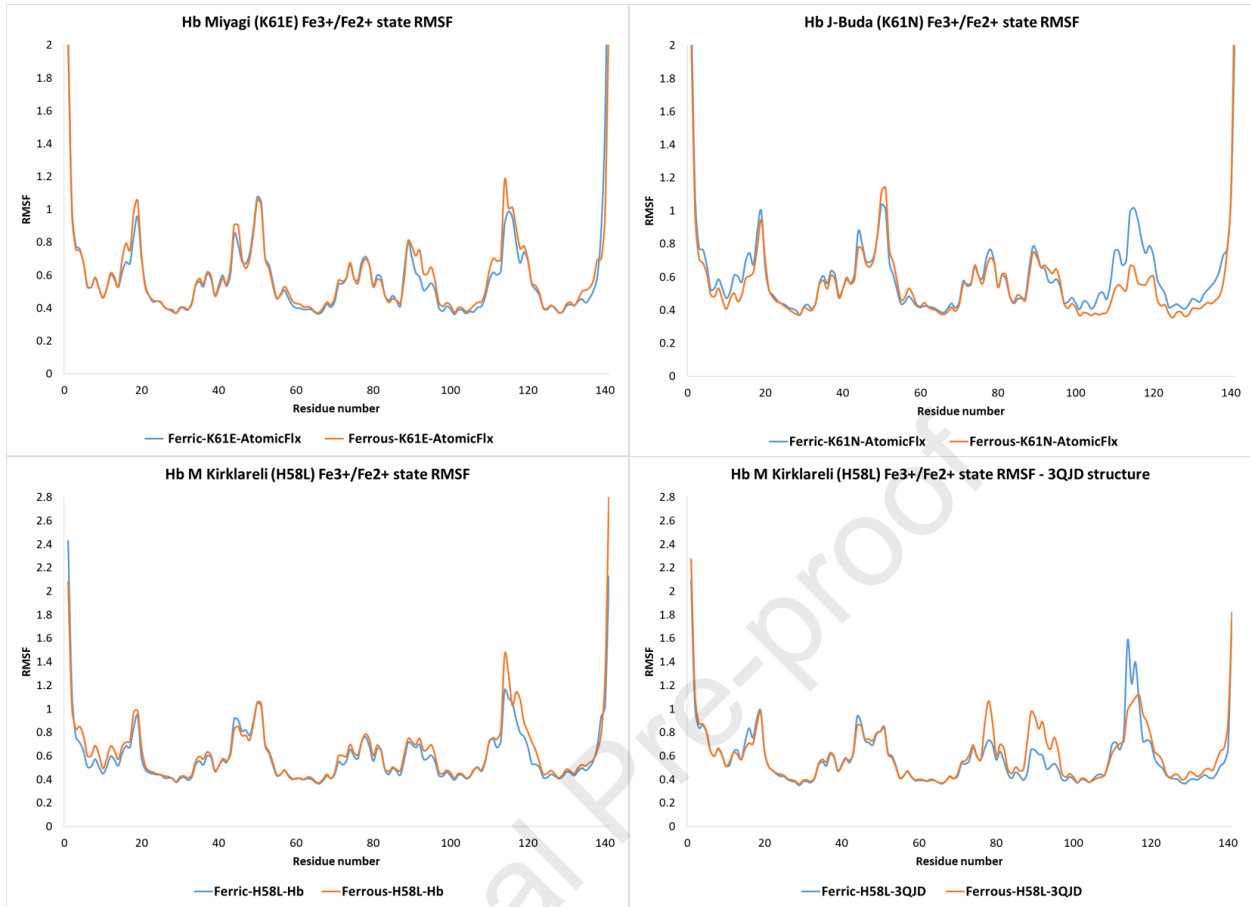 Hb Miyagi (K61E) Fe3+/Fe2+ state RMSF
2
1.8
1.6
1.4
1.2
1
0.8
0.6
0.4
0.2
0
RMSF
0 20 40 60 80 100 120 140
Residue number
Ferric-K61E-AtomicFlx Ferrous-K61E-AtomicFlx
Hb J-Buda (K61N) Fe3+/Fe2+ state RMSF
2
1.8
1.6
1.4
1.2
1
0.8
0.6
0.4
0.2
0
RMSF
0 20 40 60 80 100 120 140
Residue number
Ferric-K61N-AtomicFlx Ferrous-K61N-AtomicFlx
Hb M Kirklareli (H58L) Fe3+/Fe2+ state RMSF
2.8
2.6
2.4
2.2
2
1.8
1.6
1.4
1.2
1
0.8
0.6
0.4
0.2
0
RMSF
0 20 40 60 80 100 120 140
Residue number
Ferric-H58L-Hb Ferrous-H58L-Hb
Hb M Kirklareli (H58L) Fe3+/Fe2+ state RMSF - 3QJD structure
2.8
2.6
2.4
2.2
2
1.8
1.6
1.4
1.2
1
0.8
0.6
0.4
0.2
0
RMSF
0 20 40 60 80 100 120 140
Residue number
Ferric-H58L-3QJD Ferrous-H58L-3QJD
al Pre-proof